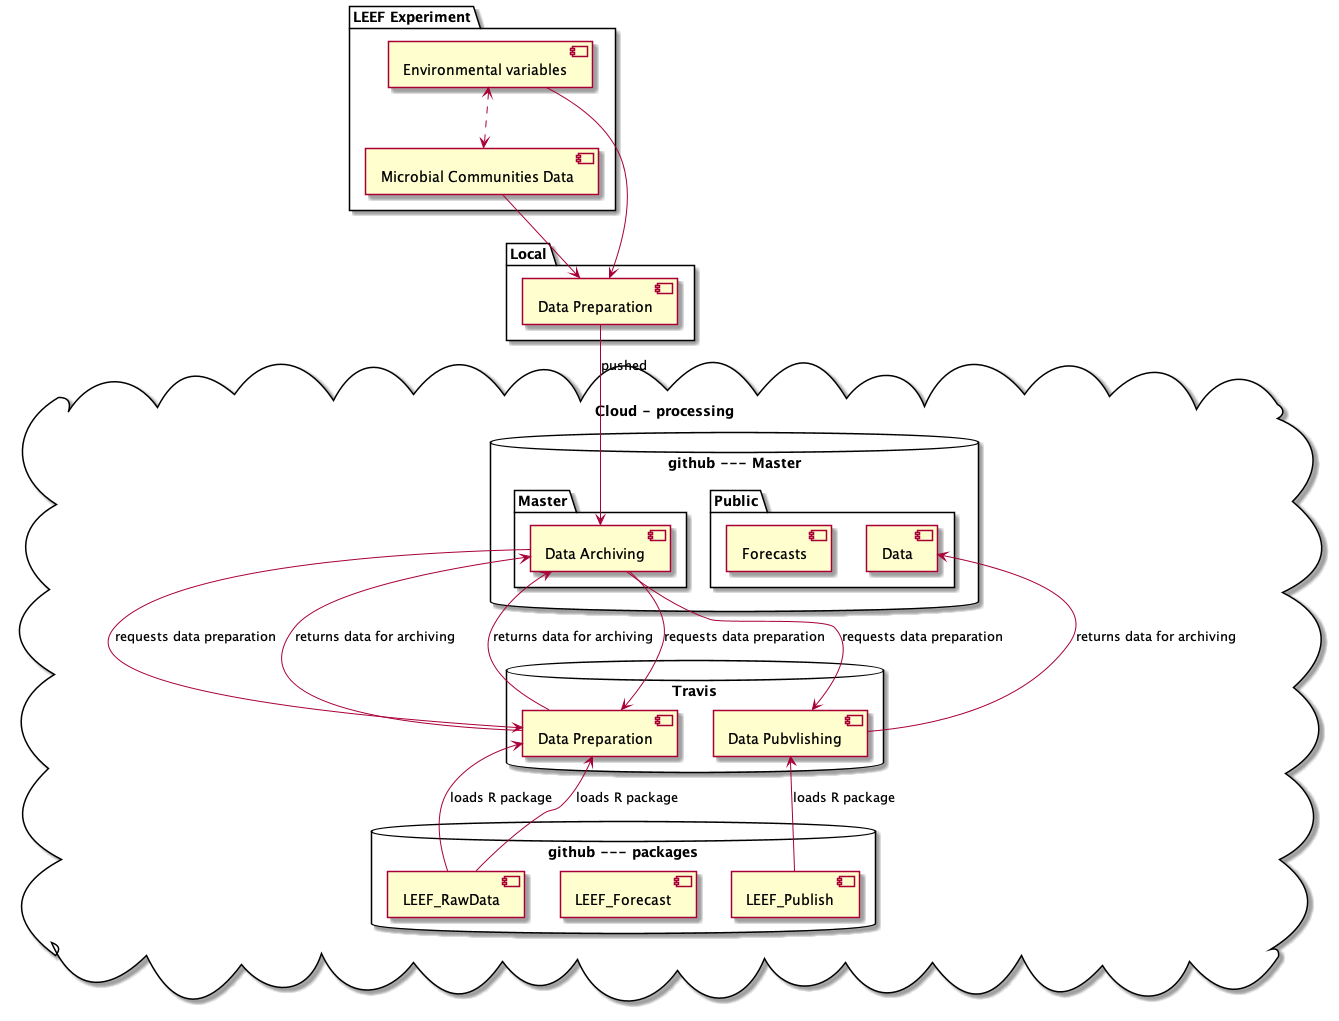 LEEF Experiment
Environmental variables
Microbial Communities Data
Local
Data Preparation
pushed
Cloud - processing
github --- Master
Master
Public
Data Archiving
Forecasts
Data
requests data preparation
returns data for archiving
returns data for archiving
requests data preparation
requests data preparation
returns data for archiving
Travis
Data Preparation
Data Pubvlishing
loads R package
loads R package
loads R package
github --- packages
LEEF_RawData
LEEF_Forecast
LEEF_Publish